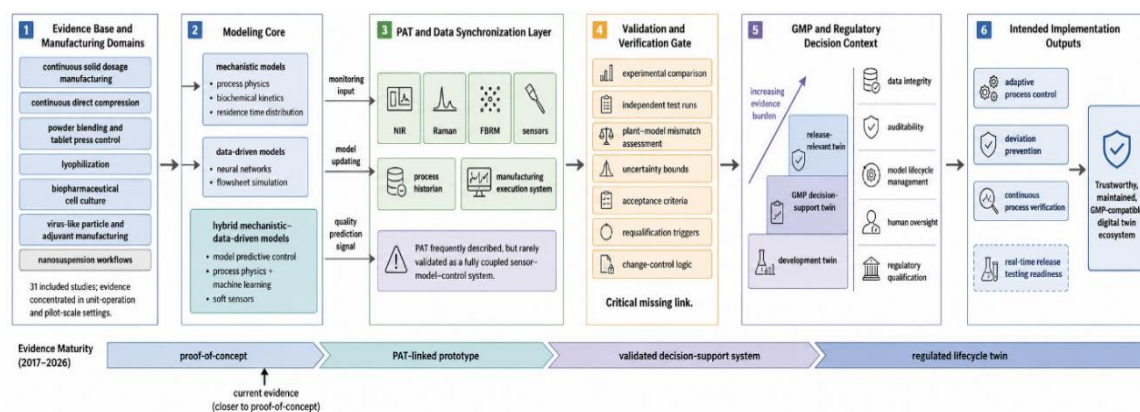 1
Evidence Base and
Manufacturing Domains
continuous solid dosage
manufacturing
continuous direct compression
powder blending and
tablet press control
lyophilization
biopharmaceutical
cell culture
virus-like particle and
adjuvant manufacturing
nanosuspension workflows
31 included studies; evidence
concentrated in unit-operation
and pilot-scale settings.
2
Modeling Core
mechanistic models
• process physics
• biochemical kinetics
• residence time distribution
data-driven models
• neural networks
• flowsheet simulation
hybrid mechanistic-
data-driven models
• model predictive control
• process physics +
machine learning
• soft sensors
monitoring
input
model
updating
quality
prediction
signal
3
PAT and Data Synchronization Layer
NIR
Raman
FBRM
sensors
process
historian
manufacturing
execution system
PAT frequently described, but rarely
validated as a fully coupled sensor–
model–control system.
4
Validation and
Verification Gate
experimental comparison
independent test runs
plant–model mismatch
assessment
uncertainty bounds
acceptance criteria
requalification triggers
change-control logic
Critical missing link.
5
GMP and Regulatory
Decision Context
increasing
evidence
burden
release-
relevant twin
GMP decision-
support twin
development twin
data integrity
auditability
model lifecycle
management
human oversight
regulatory
qualification
6
Intended Implementation
Outputs
adaptive
process control
deviation
prevention
continuous
process verification
real-time release
testing readiness
Trustworthy,
maintained,
GMP-compatible
digital twin
ecosystem
Evidence Maturity
(2017–2026)
proof-of-concept
PAT-linked prototype
validated decision-support system
regulated lifecycle twin
current evidence
(closer to proof-of-concept)